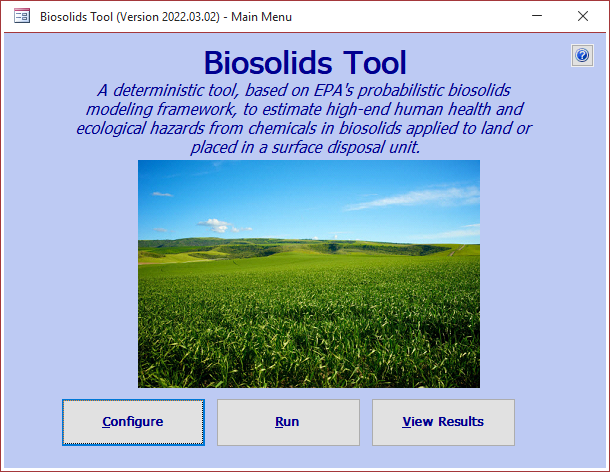 Biosolids Tool (Version 2022.03.02) - Main Menu
Biosolids Tool
A deterministic tool, based on EPA's probabilistic biosolids
modeling framework, to estimate high-end human health and
ecological hazards from chemicals in biosolids applied to land or
placed in a surface disposal unit.
Configure
Run
View Results